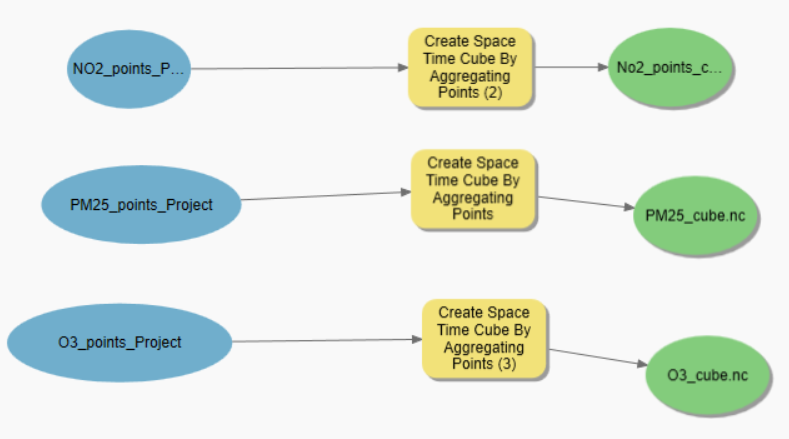 NO2_points_P...
Create Space
Time Cube By
Aggregating
Points (2)
No2_points_c...
PM25_points_Project
Create Space
Time Cube By
Aggregating
Points
PM25_cube.nc
O3_points_Project
Create Space
Time Cube By
Aggregating
Points (3)
O3_cube.nc